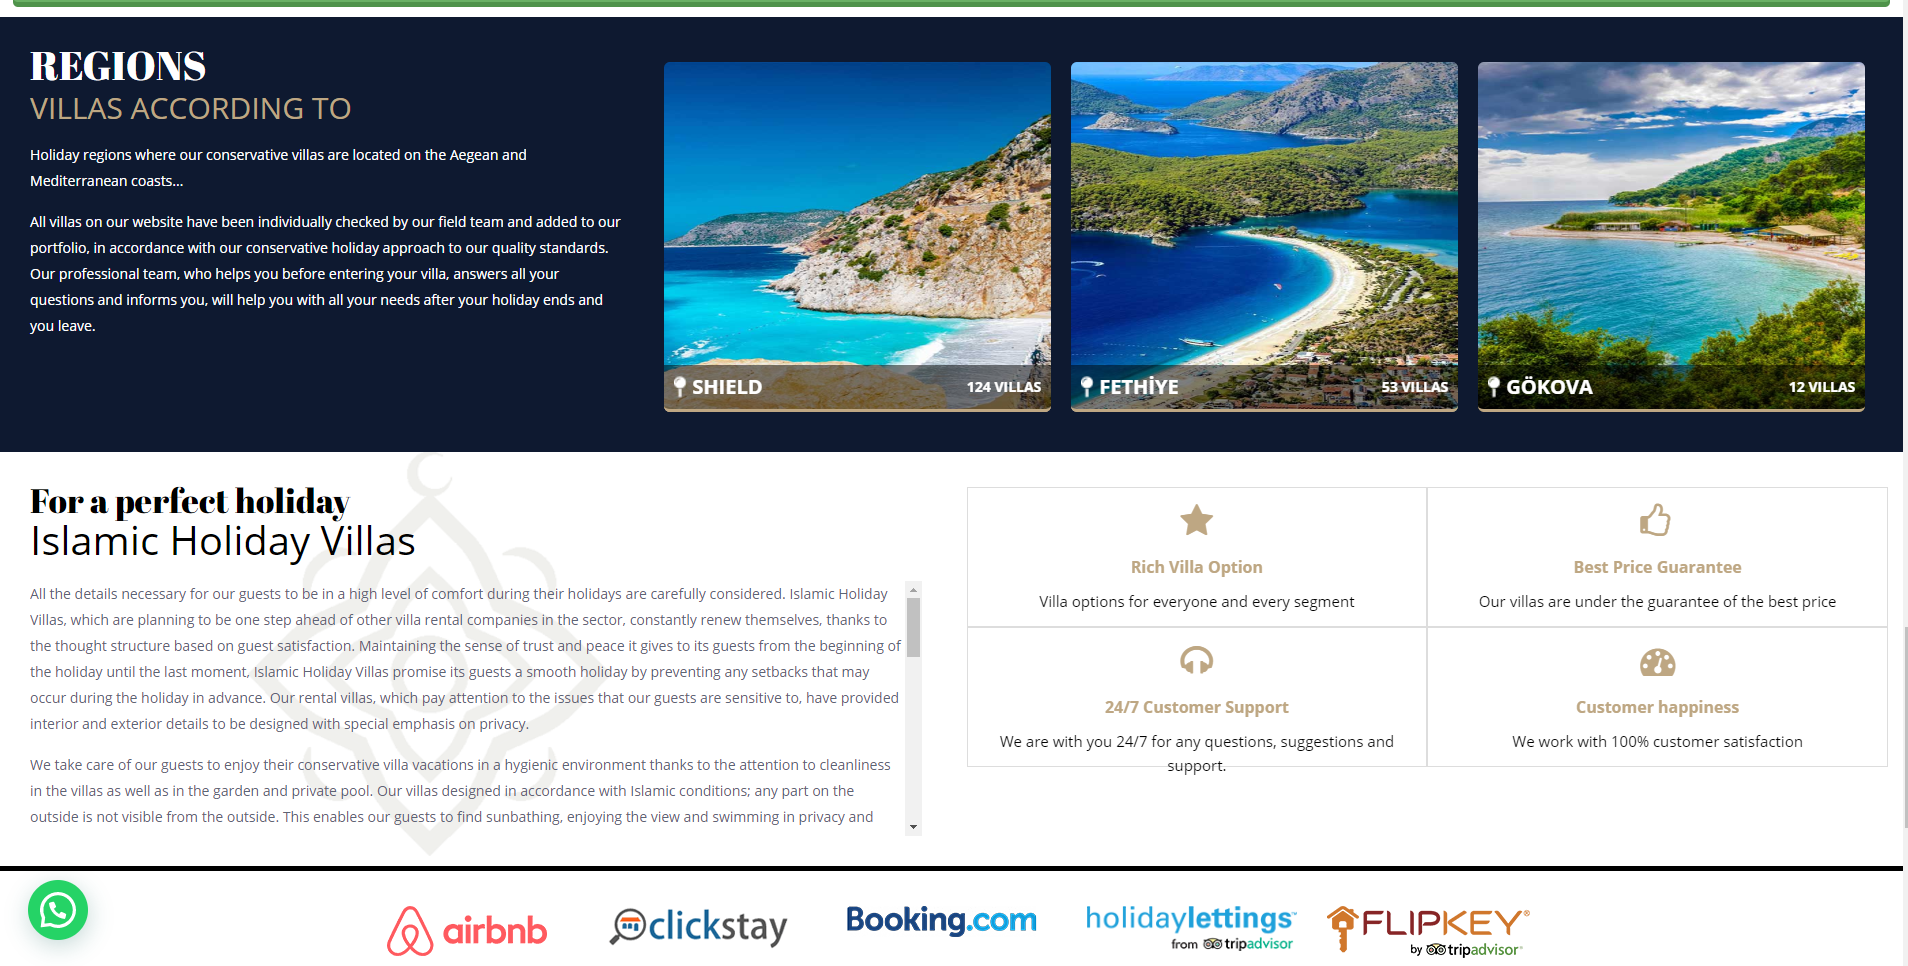 REGIONS
VILLAS ACCORDING TO
Holiday regions where our conservative villas are located on the Aegean and
Mediterranean coasts...
All villas on our website have been individually checked by our field team and added to our
portfolio, in accordance with our conservative holiday approach to our quality standards.
Our professional team, who helps you before entering your villa, answers all your
questions and informs you, will help you with all your needs after your holiday ends and
you leave.
SHIELD 124 VILLAS
FETHİYE 53 VILLAS
GÖKOVA 12 VILLAS
For a perfect holiday
Islamic Holiday Villas
All the details necessary for our guests to be in a high level of comfort during their holidays are carefully considered. Islamic Holiday
Villas, which are planning to be one step ahead of other villa rental companies in the sector, constantly renew themselves, thanks to
the thought structure based on guest satisfaction. Maintaining the sense of trust and peace it gives to its guests from the beginning of
the holiday until the last moment, Islamic Holiday Villas promise its guests a smooth holiday by preventing any setbacks that may
occur during the holiday in advance. Our rental villas, which pay attention to the issues that our guests are sensitive to, have provided
interior and exterior details to be designed with special emphasis on privacy.
We take care of our guests to enjoy their conservative villa vacations in a hygienic environment thanks to the attention to cleanliness
in the villas as well as in the garden and private pool. Our villas designed in accordance with Islamic conditions; any part on the
outside is not visible from the outside. This enables our guests to find sunbathing, enjoying the view and swimming in privacy and
Rich Villa Option
Villa options for everyone and every segment
Best Price Guarantee
Our villas are under the guarantee of the best price
24/7 Customer Support
We are with you 24/7 for any questions, suggestions and
support.
Customer happiness
We work with 100% customer satisfaction
airbnb
clickstay
Booking.com
holidaylettings™
from tripadvisor
FLIPKEY®
by tripadvisor®